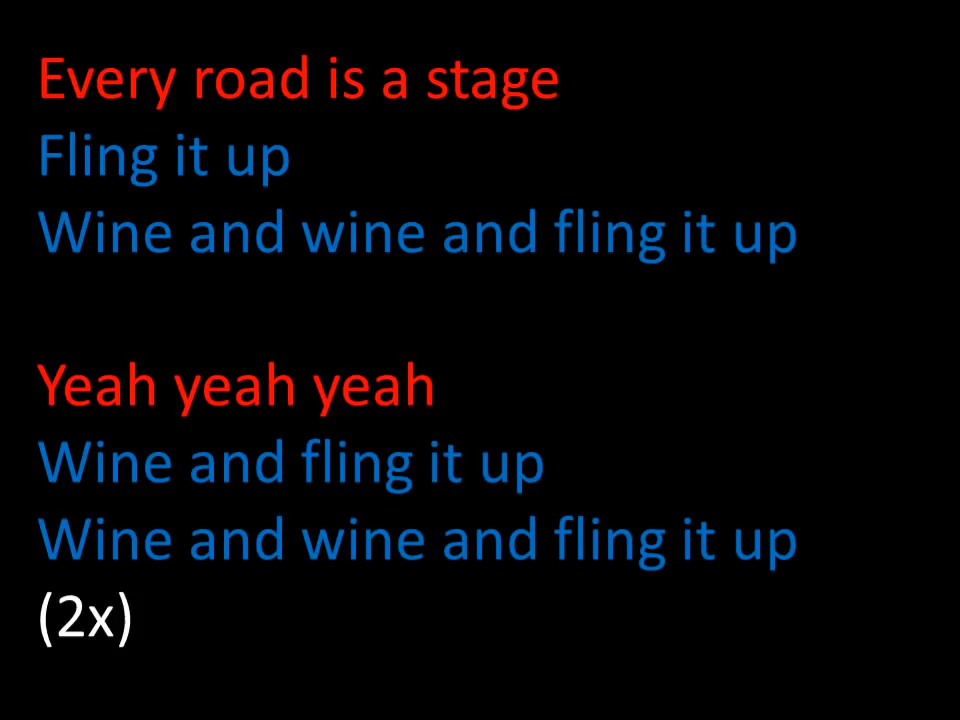 Every road is a stage
Fling it up
Wine and wine and fling it up
Yeah yeah yeah
Wine and fling it up
Wine and wine and fling it up
(2x)